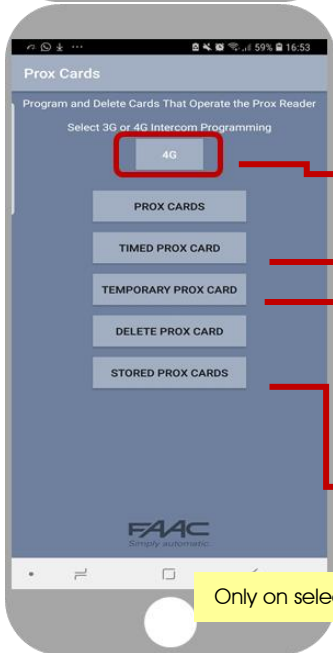 59% 16:53
Prox Cards
Program and Delete Cards That Operate the Prox Reader
Select 3G or 4G Intercom Programming
4G
PROX CARDS
TIMED PROX CARD
TEMPORARY PROX CARD
DELETE PROX CARD
STORED PROX CARDS
FAAC
Simply automatic.
Only on selec